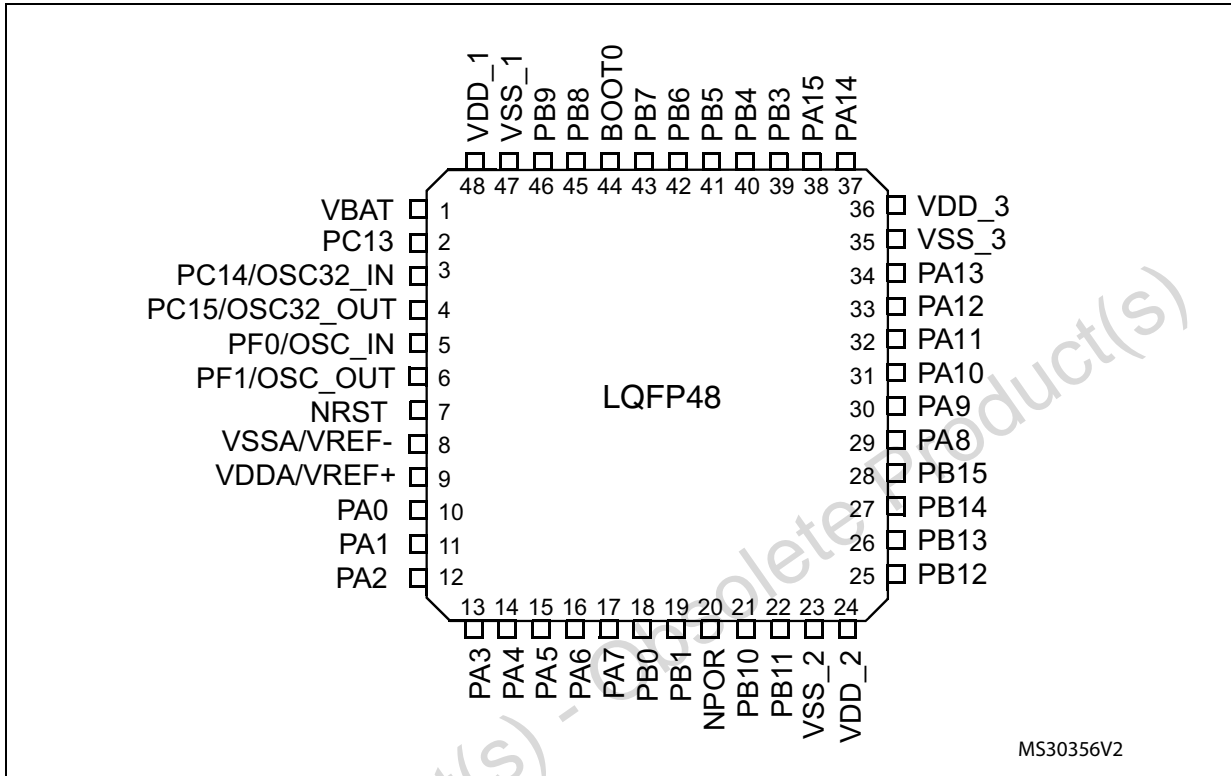 VDD_1
VSS_1
PB9
PB8
BOOT0
PB7
PB6
PB5
PB4
PB3
PA15
PA14
48 47 46 45 44 43 42 41 40 39 38 37
VBAT 1
PC13 2
PC14/OSC32_IN 3
PC15/OSC32_OUT 4
PF0/OSC_IN 5
PF1/OSC_OUT 6
NRST 7
VSSA/VREF- 8
VDDA/VREF+ 9
PA0 10
PA1 11
PA2 12
LQFP48
36 VDD_3
35 VSS_3
34 PA13
33 PA12
32 PA11
31 PA10
30 PA9
29 PA8
28 PB15
27 PB14
26 PB13
25 PB12
13 14 15 16 17 18 19 20 21 22 23 24
PA3
PA4
PA5
PA6
PA7
PB0
PB1
NPOR
PB10
PB11
VSS_2
VDD_2
ct(s) - Obsolete Product(s)
MS30356V2